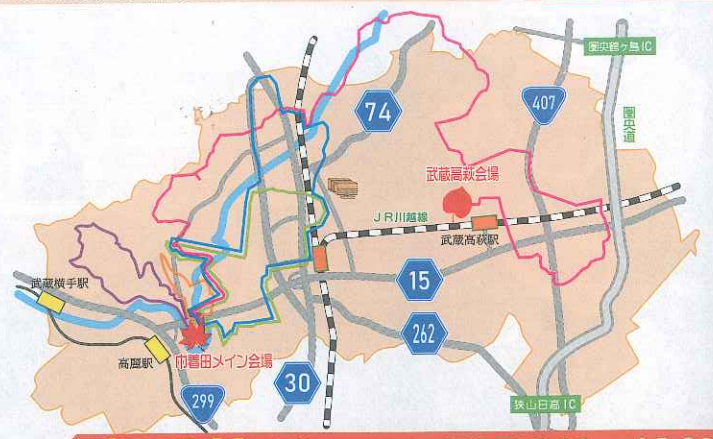 圏央鶴ヶ島IC
407
圏央道
74
武蔵高萩会場
JR川越線
武蔵高萩駅
15
武蔵横手駅
262
高麗駅
巾着田メイン会場
30
299
狭山日高IC